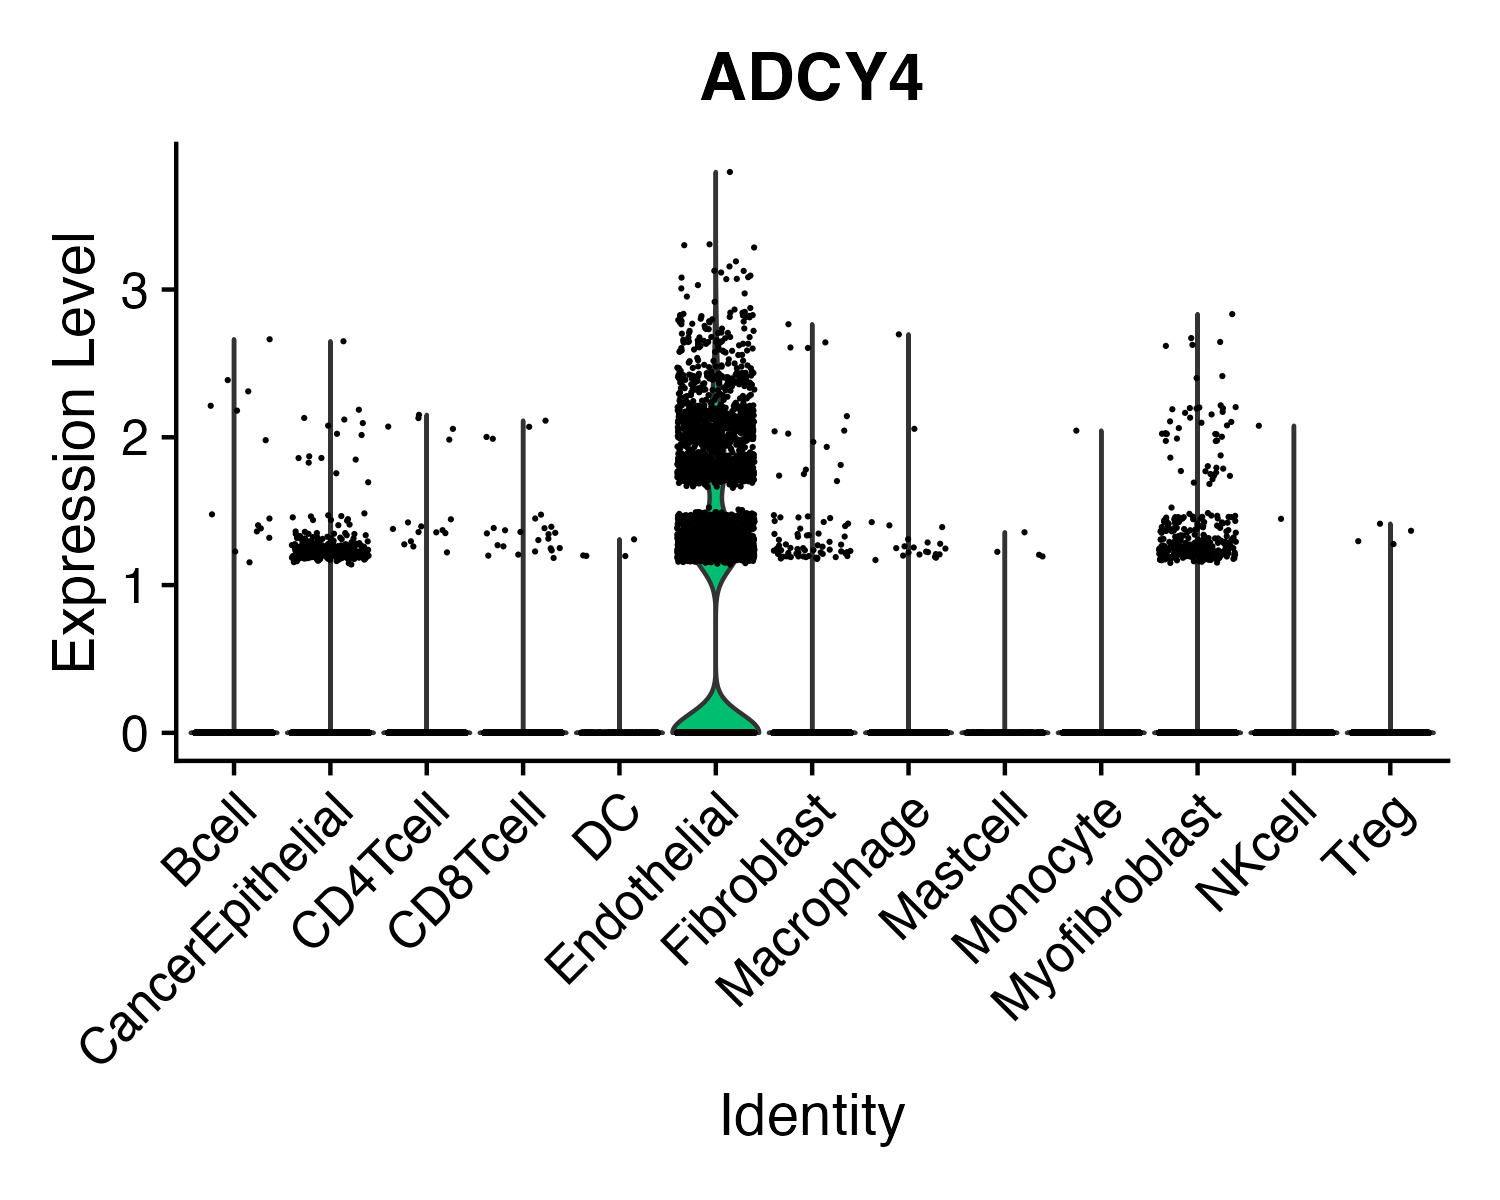 ADCY4
Expression Level
3
2
1
0
Bcell
CancerEpithelial
CD4Tcell
CD8Tcell
DC
Endothelial
Fibroblast
Macrophage
Mastcell
Monocyte
Myofibroblast
NKcell
Treg
Identity